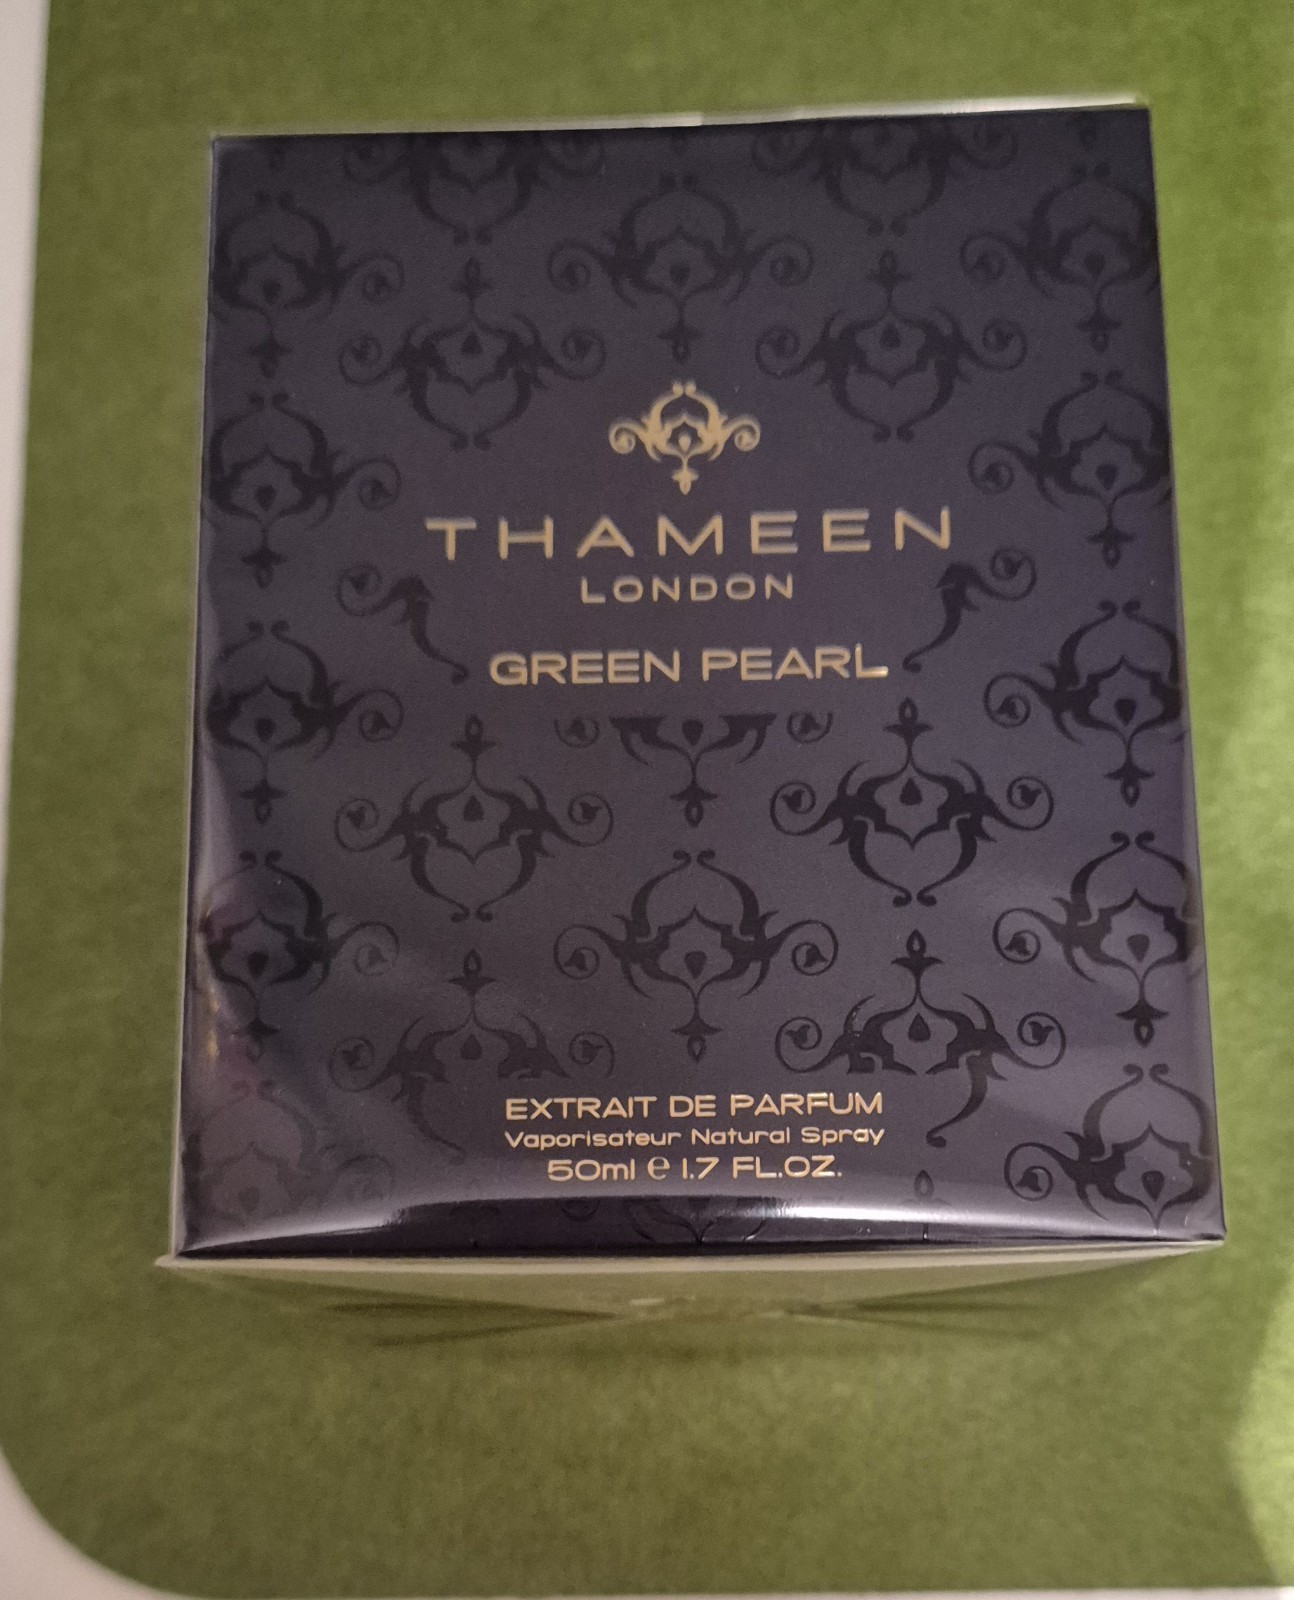 THAMEEN
LONDON
GREEN PEARL
EXTRAIT DE PARFUM
Vaporisateur Natural Spray
50ml ℮ 1.7 FL.OZ.